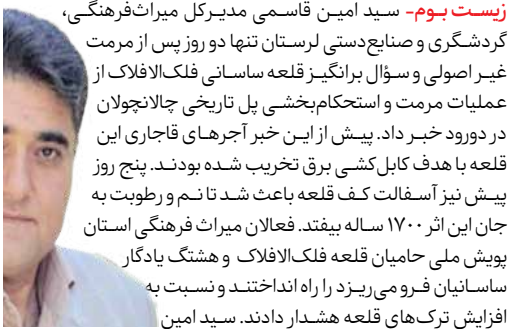 زیست بوم- سید امین قاسمی مدیرکل میراث‌فرهنگی،
گردشگری و صنایع‌دستی لرستان تنها دو روز پس از مرمت
غیر اصولی و سؤال برانگیز قلعه ساسانی فلک‌الافلاک از
عملیات مرمت و استحکام‌بخشی پل تاریخی چالانچولان
در دورود خبر داد. پیش از این خبر آجرهای قاجاری این
قلعه با هدف کابل‌کشی برق تخریب شده بودند. پنج روز
پیش نیز آسفالت کف قلعه باعث شد تا نم و رطوبت به
جان این اثر ۱۷۰۰ ساله بیفتد. فعالان میراث فرهنگی استان
پویش ملی حامیان قلعه فلک‌الافلاک و هشتگ یادگار
ساسانیان فرو می‌ریزد را راه انداختند و نسبت به
افزایش ترک‌های قلعه هشدار دادند. سید امین